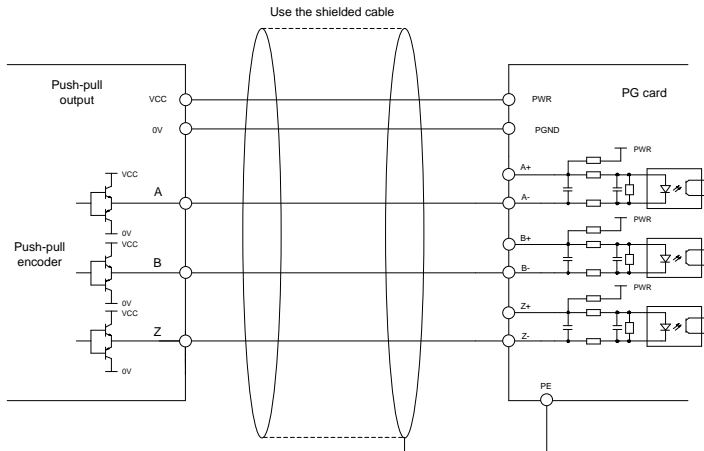 Use the shielded cable
Push-pull
output
VCC
PWR
PG card
0V
PGND
PWR
VCC
A
A+
A-
0V
VCC
Push-pull
encoder
B
PWR
B+
B-
0V
VCC
Z
PWR
Z+
Z-
0V
PE